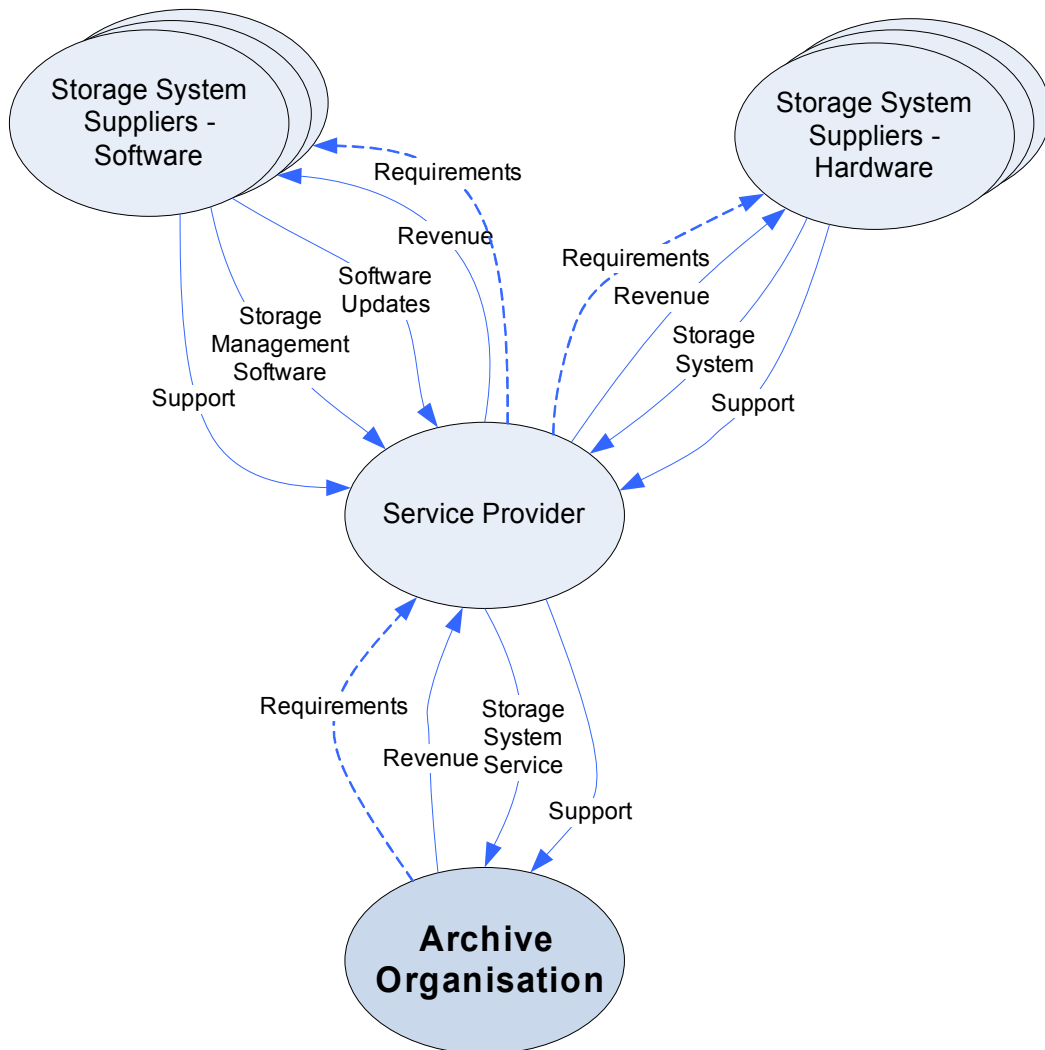 Storage System
Suppliers -
Software
Storage System
Suppliers -
Hardware
Requirements
Revenue
Software
Updates
Storage
Management
Software
Support
Requirements
Revenue
Storage
System
Support
Service Provider
Requirements
Revenue
Storage
System
Service
Support
Archive
Organisation